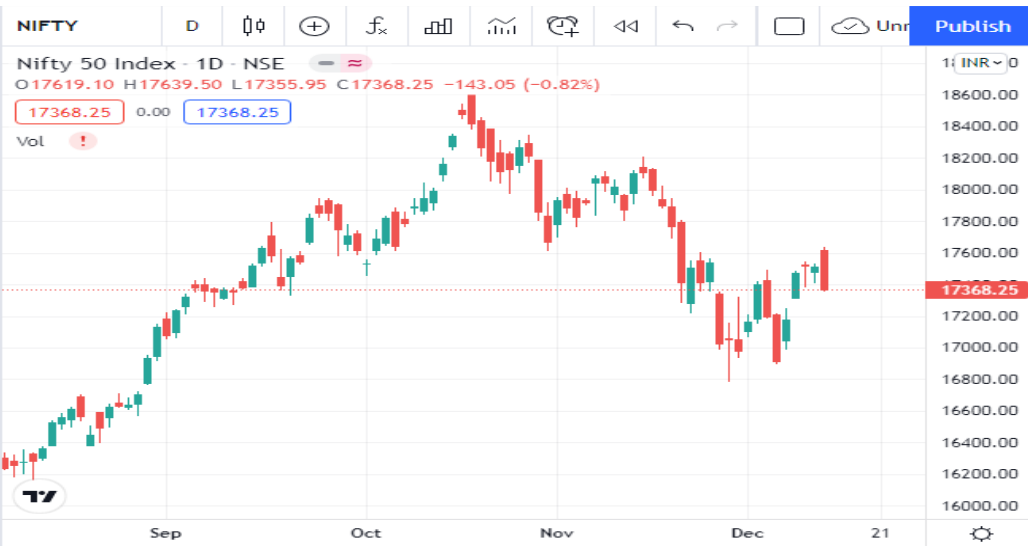 NIFTY D Unr Publish
Nifty 50 Index · 1D · NSE
O17619.10 H17639.50 L17355.95 C17368.25 −143.05 (−0.82%)
17368.25 0.00 17368.25
Vol !
INR
18600.00
18400.00
18200.00
18000.00
17800.00
17600.00
17368.25
17200.00
17000.00
16800.00
16600.00
16400.00
16200.00
16000.00
Sep Oct Nov Dec 21